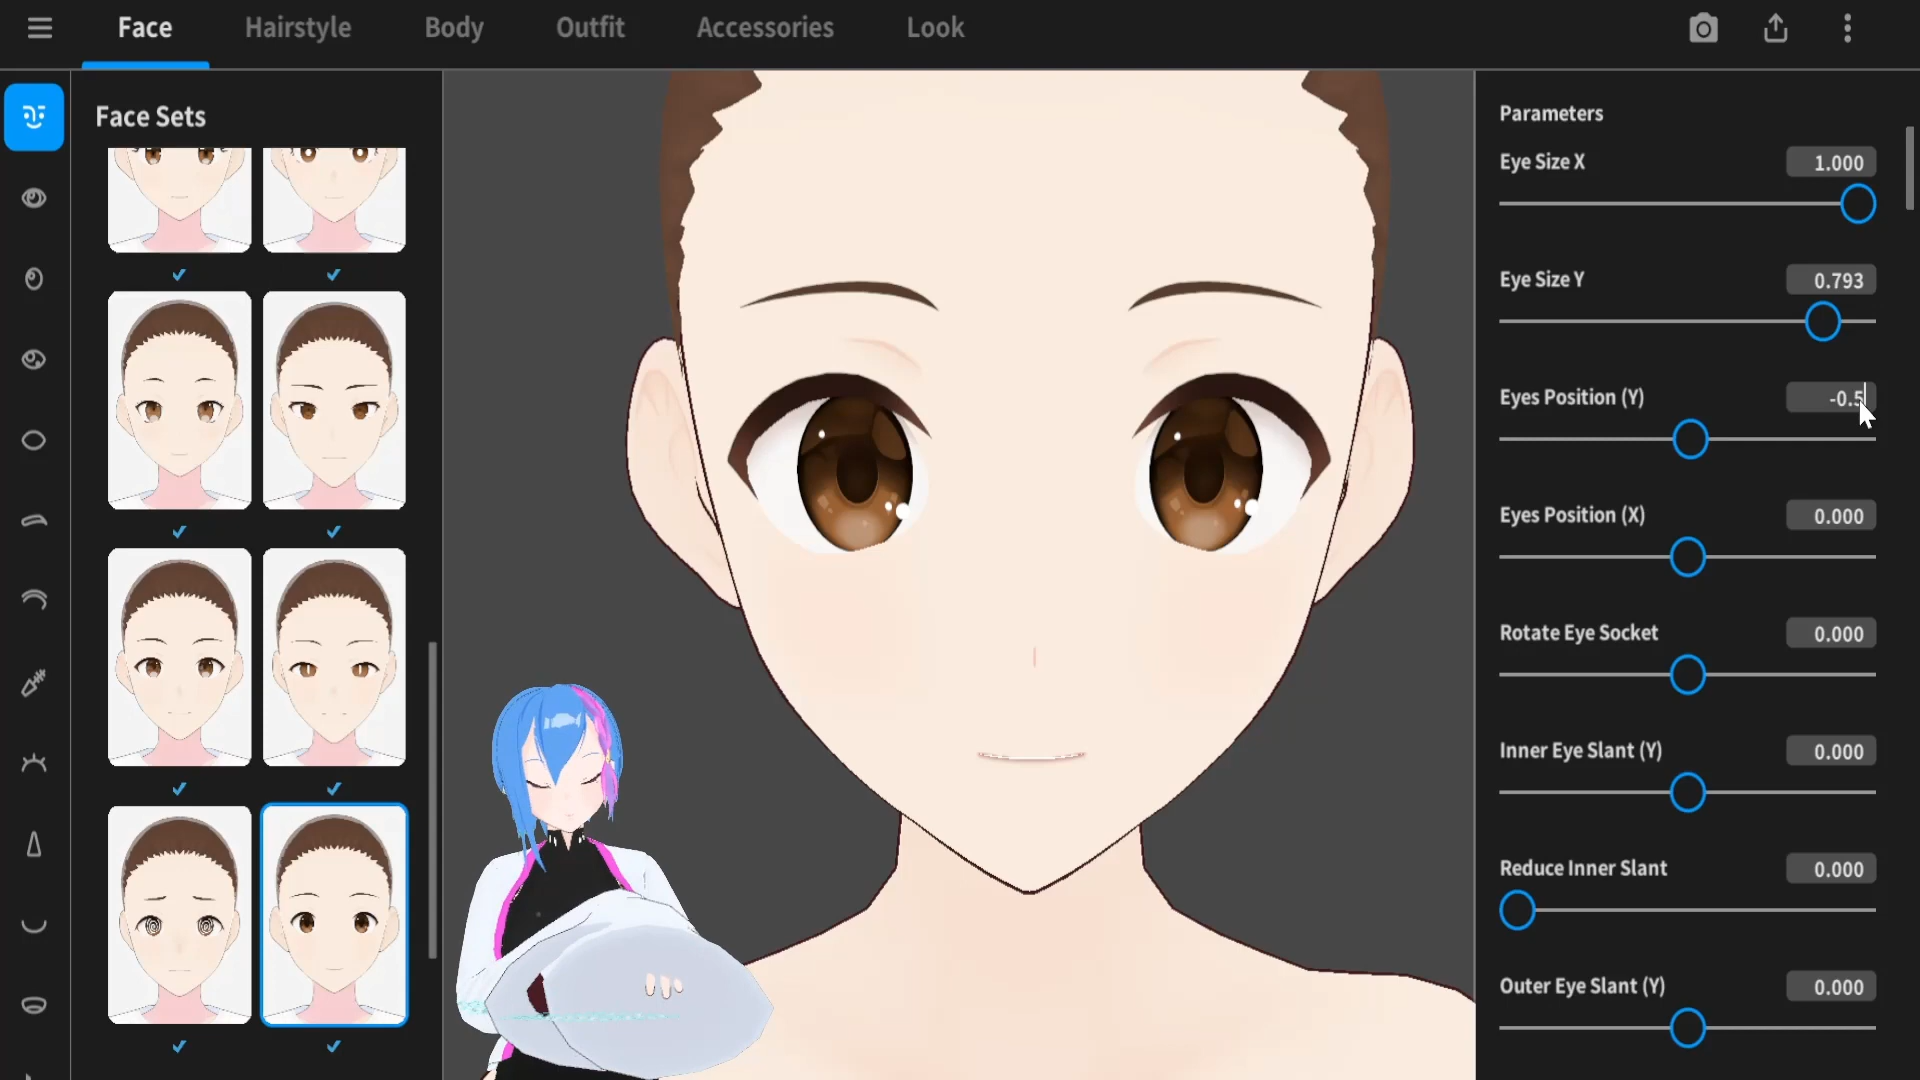 Face
Hairstyle
Body
Outfit
Accessories
Look
Face Sets
Parameters
Eye Size X
1.000
Eye Size Y
0.793
Eyes Position (Y)
-0.5
Eyes Position (X)
0.000
Rotate Eye Socket
0.000
Inner Eye Slant (Y)
0.000
Reduce Inner Slant
0.000
Outer Eye Slant (Y)
0.000